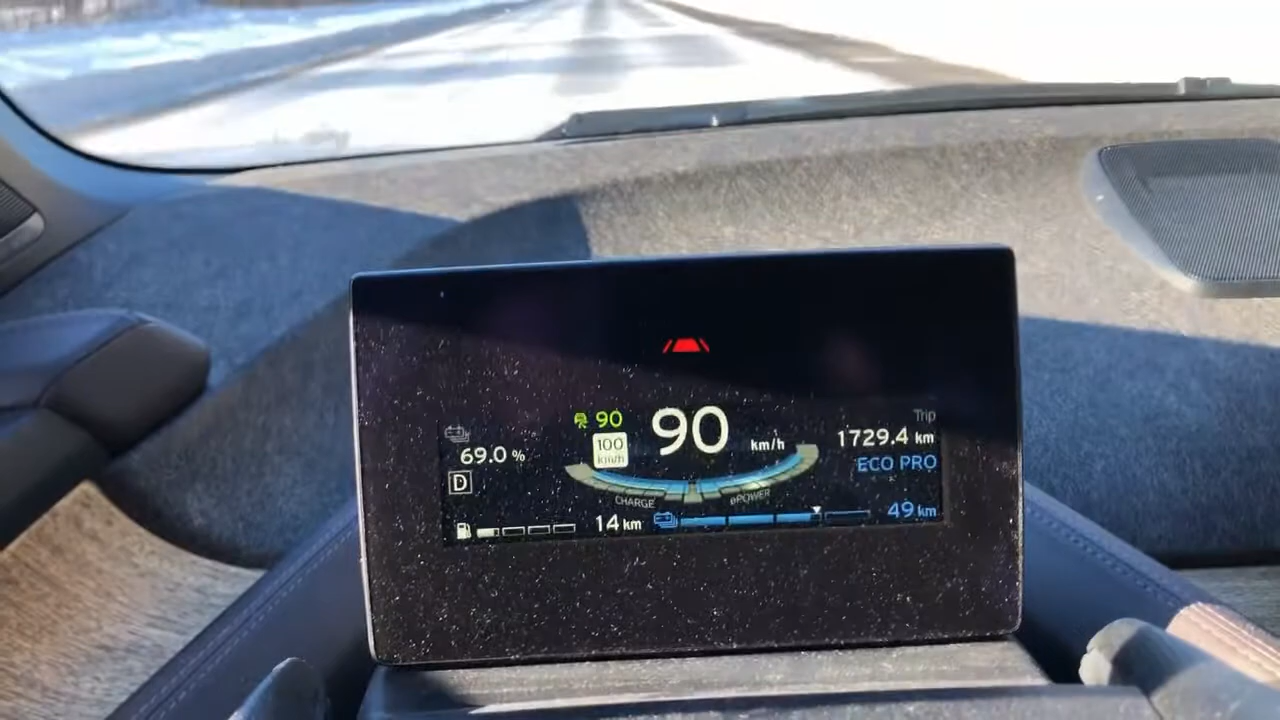 Trip
90
90 km/h
1729.4 km
100
km/h
69.0 %
ECO PRO
D
CHARGE
ePOWER
14 km
49 km